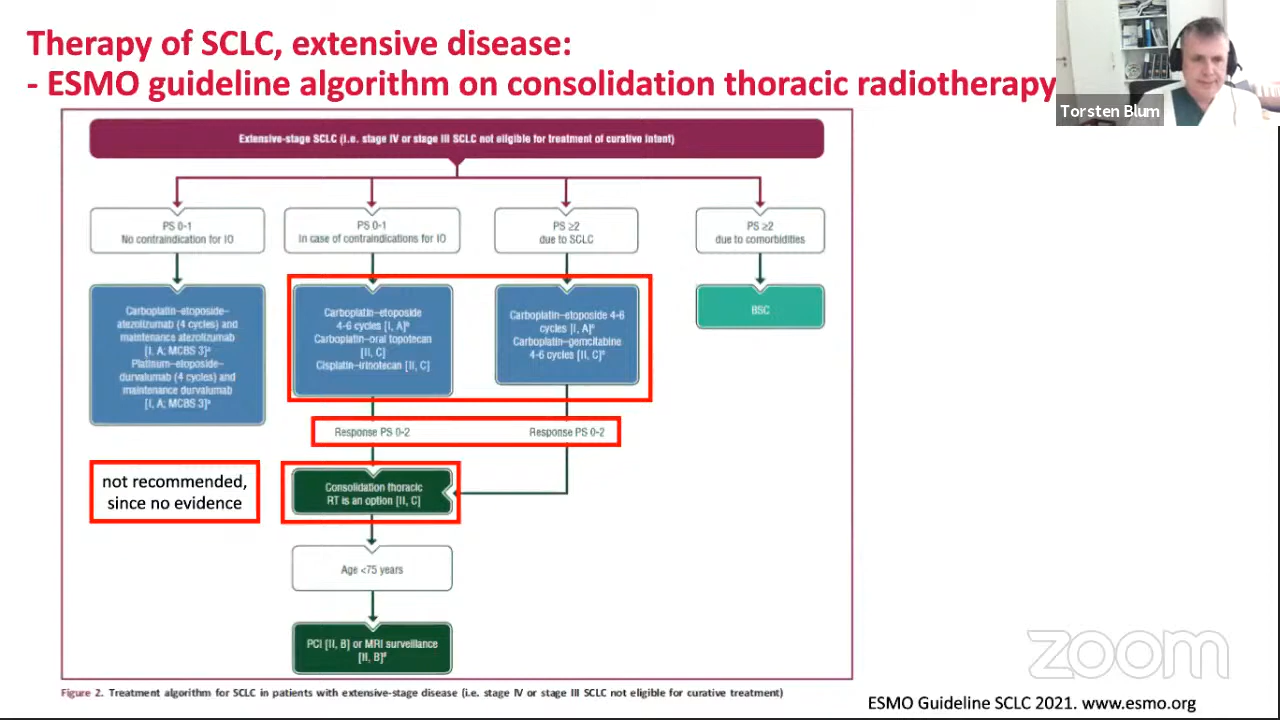 Therapy of SCLC, extensive disease:
- ESMO guideline algorithm on consolidation thoracic radiotherapy
Torsten Blum
Extensive-stage SCLC (i.e. stage IV or stage III SCLC not eligible for treatment of curative intent)
PS 0-1
No contraindication for IO
PS 0-1
In case of contraindications for IO
PS ≥2
due to SCLC
PS ≥2
due to comorbidities
Carboplatin–etoposide–
atezolizumab (4 cycles) and
maintenance atezolizumab
[I, A; MCBS 3]a
Platinum–etoposide–
durvalumab (4 cycles) and
maintenance durvalumab
[I, A; MCBS 3]a
Carboplatin–etoposide
4-6 cycles [I, A]b
Carboplatin–oral topotecan
[II, C]
Cisplatin–irinotecan [II, C]
Carboplatin–etoposide 4-6
cycles [I, A]
Carboplatin–gemcitabine
4-6 cycles [II, C]
BSC
Response PS 0-2
Response PS 0-2
not recommended,
since no evidence
Consolidation thoracic
RT is an option [II, C]
Age <75 years
PCI [II, B] or MRI surveillance
[II, B]d
zoom
Figure 2. Treatment algorithm for SCLC in patients with extensive-stage disease (i.e. stage IV or stage III SCLC not eligible for curative treatment)
ESMO Guideline SCLC 2021. www.esmo.org